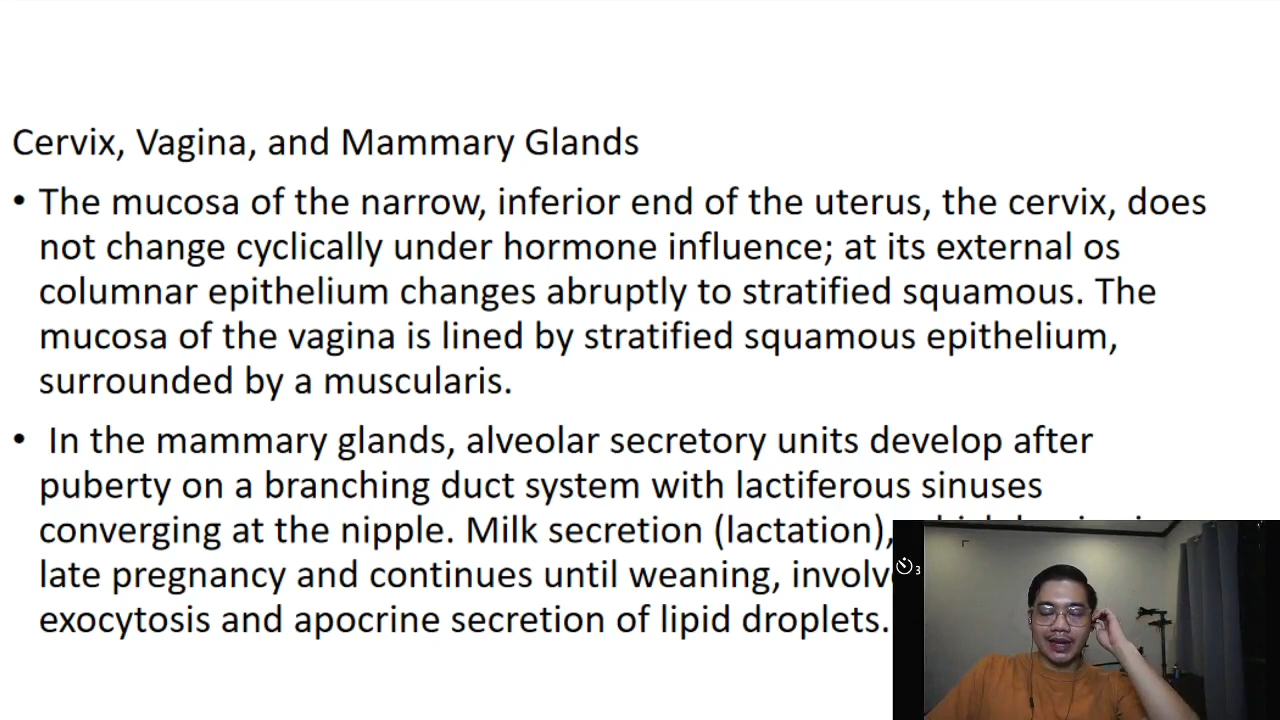 Cervix, Vagina, and Mammary Glands
• The mucosa of the narrow, inferior end of the uterus, the cervix, does
not change cyclically under hormone influence; at its external os
columnar epithelium changes abruptly to stratified squamous. The
mucosa of the vagina is lined by stratified squamous epithelium,
surrounded by a muscularis.
• In the mammary glands, alveolar secretory units develop after
puberty on a branching duct system with lactiferous sinuses
converging at the nipple. Milk secretion (lactation),
late pregnancy and continues until weaning,
exocytosis and apocrine secretion of lipid droplets.
3